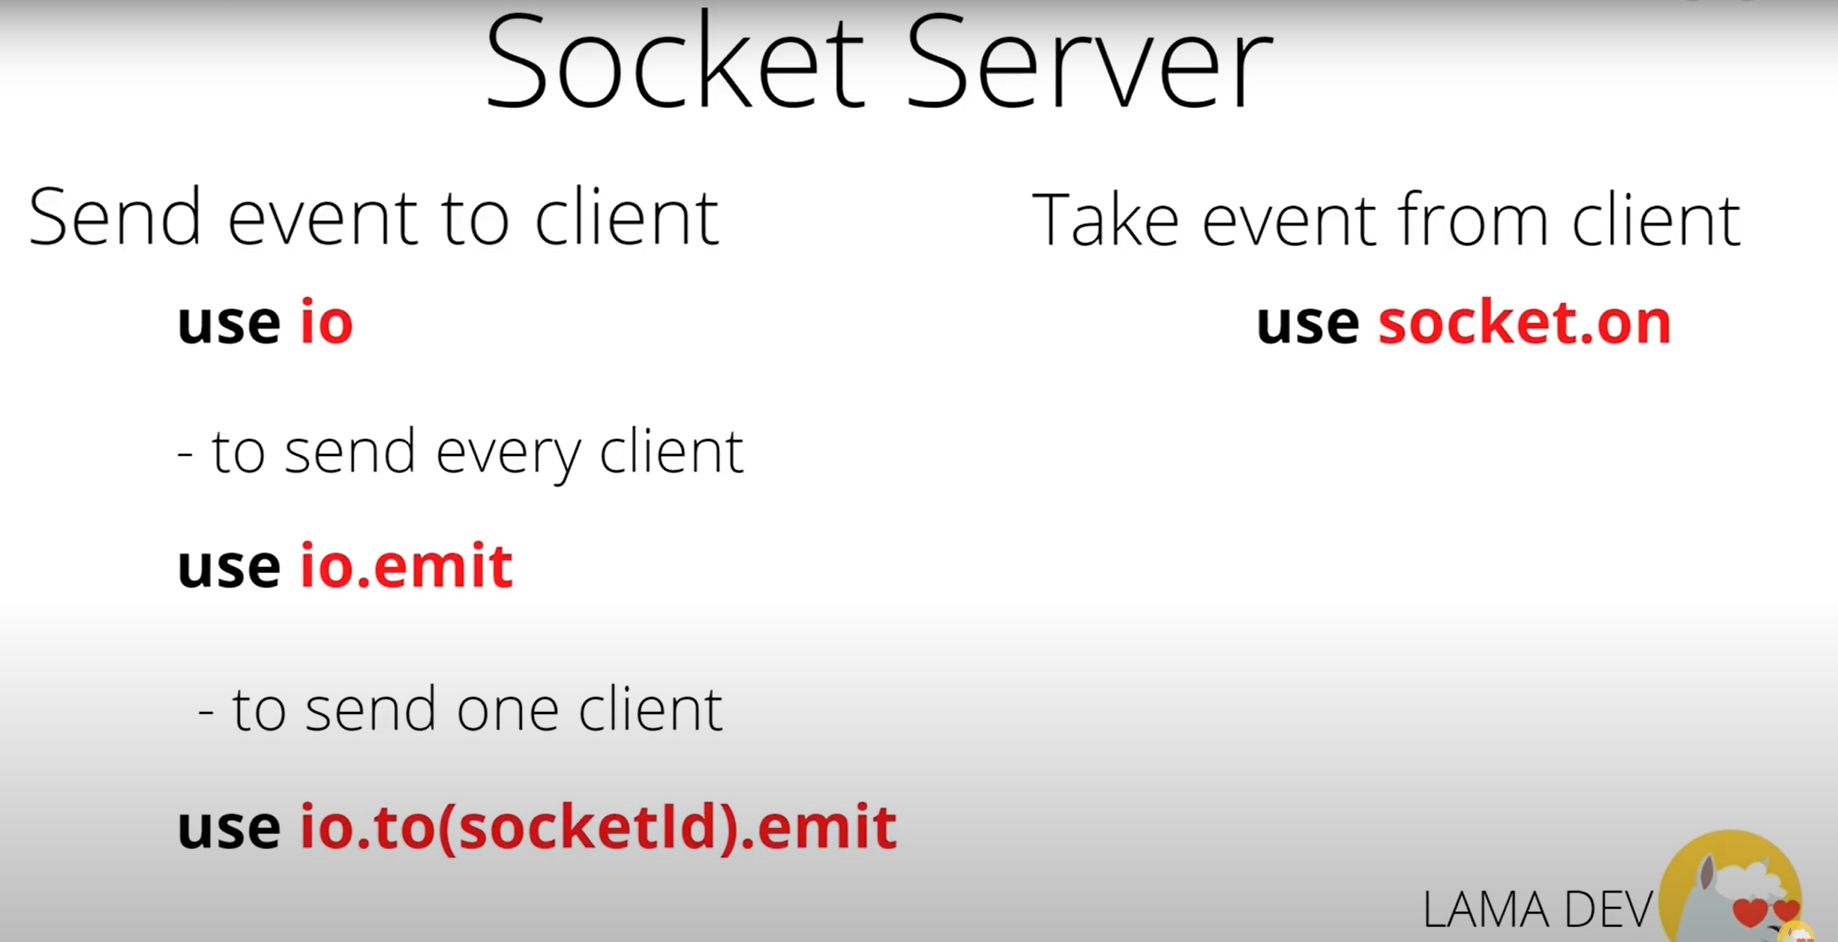 Socket Server
Send event to client
use io
- to send every client
use io.emit
- to send one client
use io.to(socketId).emit
Take event from client
use socket.on
LAMA DEV